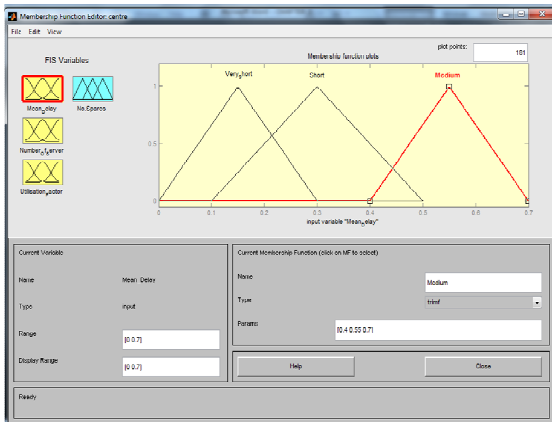 Membership Function Editor: centre
File Edit View
FIS Variables
Mean_Delay
No.Spares
Number_of_server
Utilisation_factor
Membership function plots
plot points:
181
Very_short
Short
Medium
1
0.5
0
0 0.1 0.2 0.3 0.4 0.5 0.6 0.7
input variable "Mean_Delay"
Current Variable
Name Mean_Delay
Type input
Range [0 0.7]
Display Range [0 0.7]
Current Membership Function (click on MF to select)
Name Medium
Type trimf
Params [0.4 0.55 0.7]
Help Close
Ready